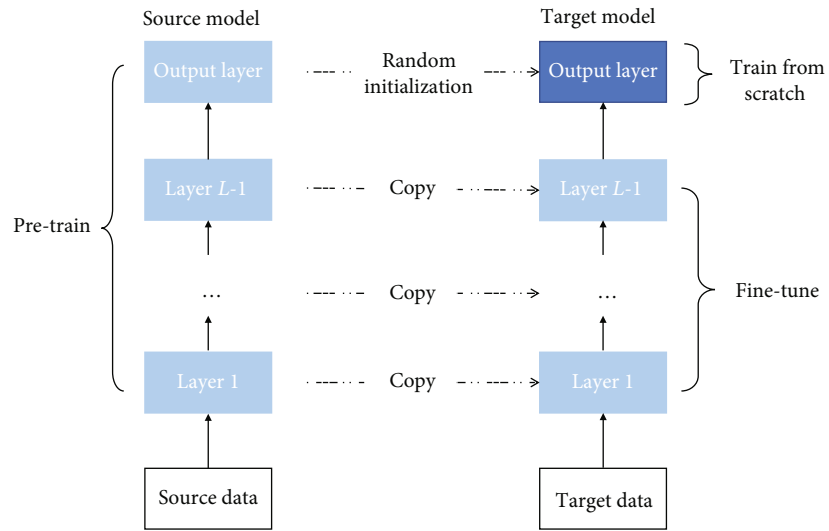 Source model
Target model
Output layer
Random
initialization
Output layer
Train from
scratch
Layer L-1
Copy
Layer L-1
Pre-train
...
Copy
...
Fine-tune
Layer 1
Copy
Layer 1
Source data
Target data